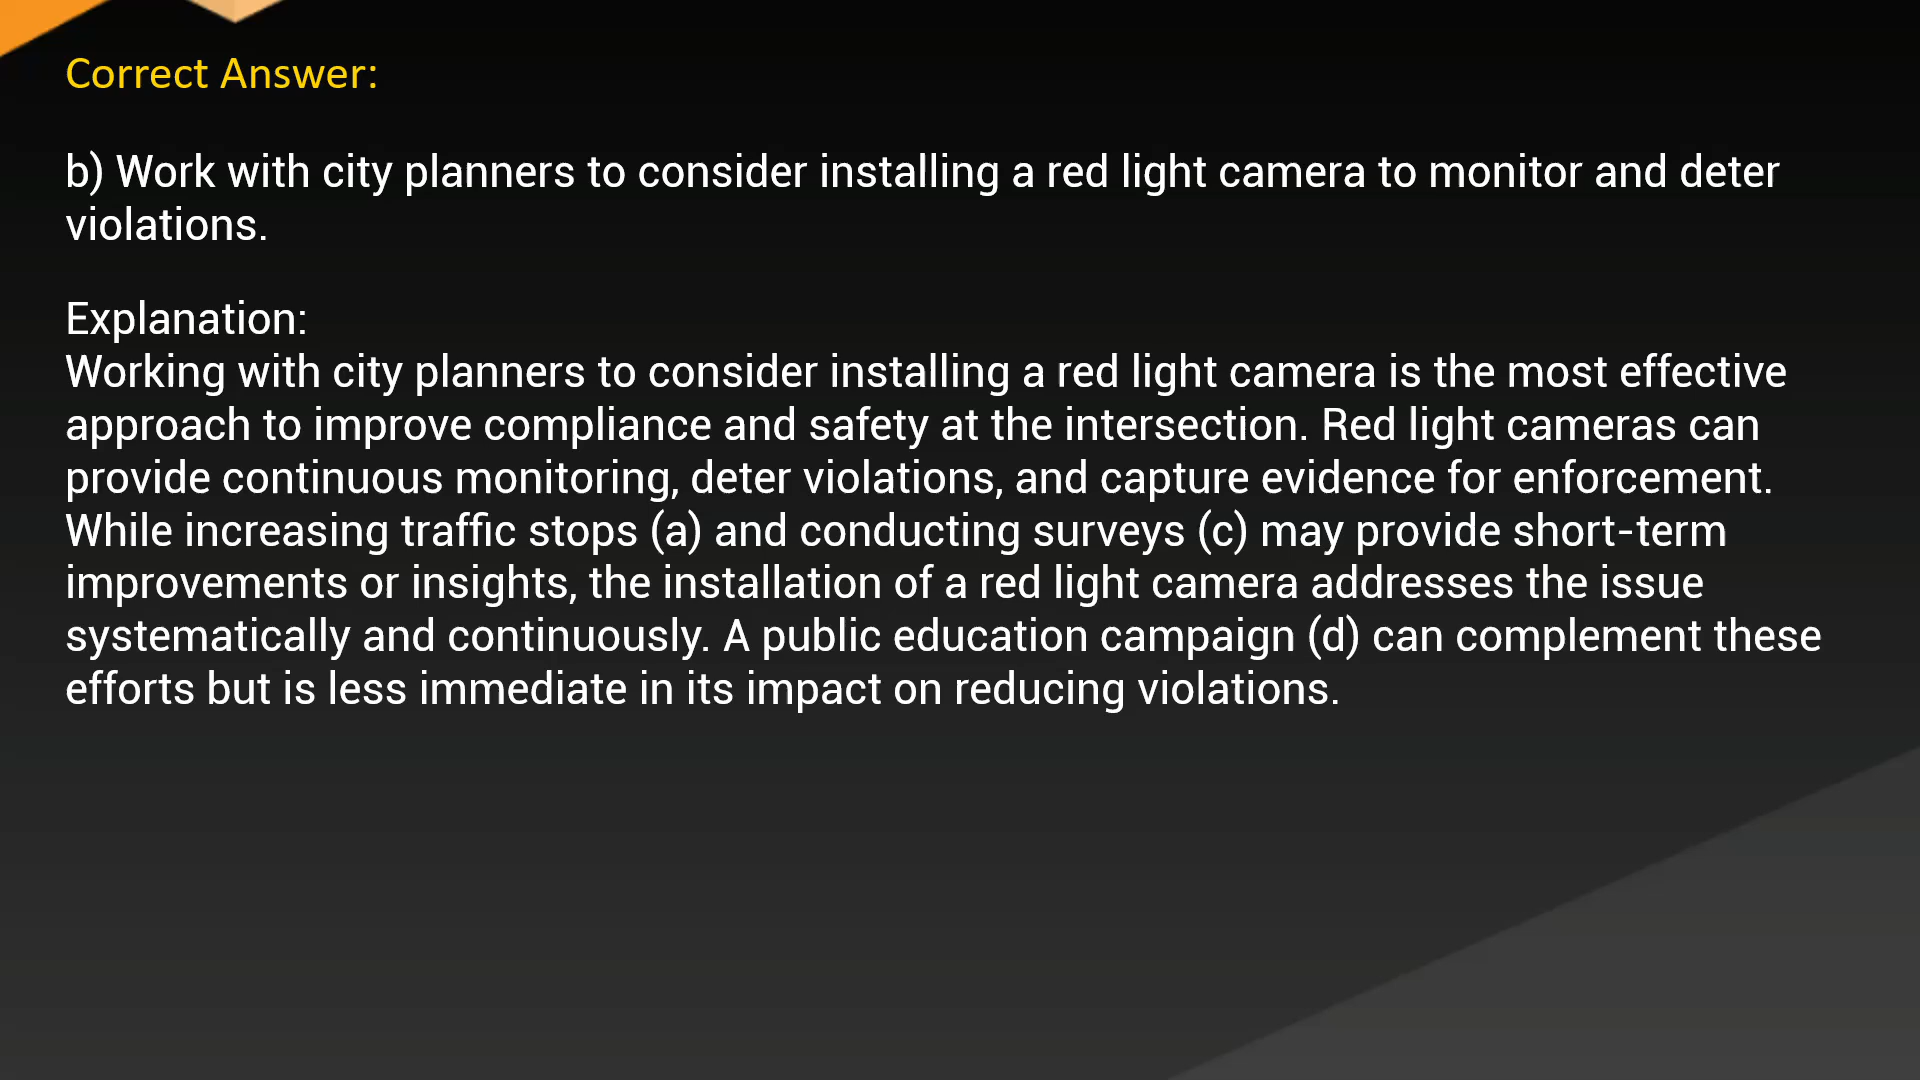 Correct Answer:
b) Work with city planners to consider installing a red light camera to monitor and deter
violations.
Explanation:
Working with city planners to consider installing a red light camera is the most effective
approach to improve compliance and safety at the intersection. Red light cameras can
provide continuous monitoring, deter violations, and capture evidence for enforcement.
While increasing traffic stops (a) and conducting surveys (c) may provide short-term
improvements or insights, the installation of a red light camera addresses the issue
systematically and continuously. A public education campaign (d) can complement these
efforts but is less immediate in its impact on reducing violations.